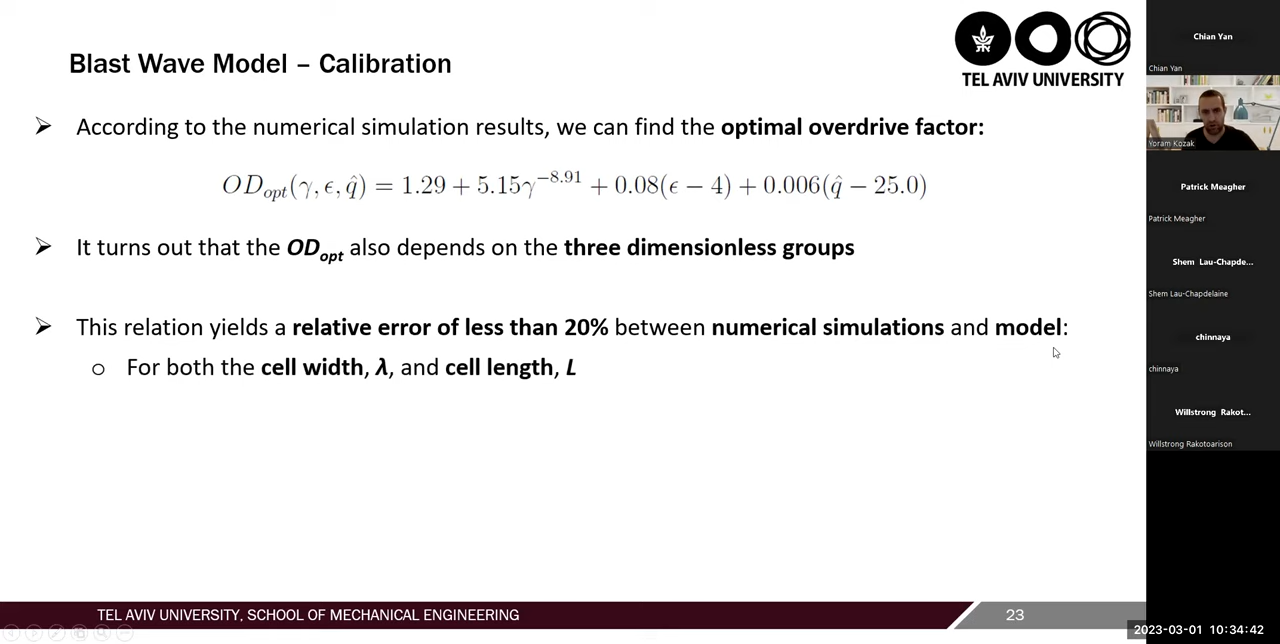 Blast Wave Model – Calibration
TEL AVIV UNIVERSITY
➢ According to the numerical simulation results, we can find the optimal overdrive factor:
OD_opt(γ, ϵ, q̂) = 1.29 + 5.15γ^−8.91 + 0.08(ϵ − 4) + 0.006(q̂ − 25.0)
➢ It turns out that the OD_opt also depends on the three dimensionless groups
➢ This relation yields a relative error of less than 20% between numerical simulations and model:
o For both the cell width, λ, and cell length, L
TEL AVIV UNIVERSITY, SCHOOL OF MECHANICAL ENGINEERING
23
Chian Yan
Chian Yan
Yoram Kozak
Patrick Meagher
Patrick Meagher
Shem Lau-Chapde...
Shem Lau-Chapdelaine
chinnaya
chinnaya
Willstrong Rakot...
Willstrong Rakotoarison
2023-03-01 10:34:42